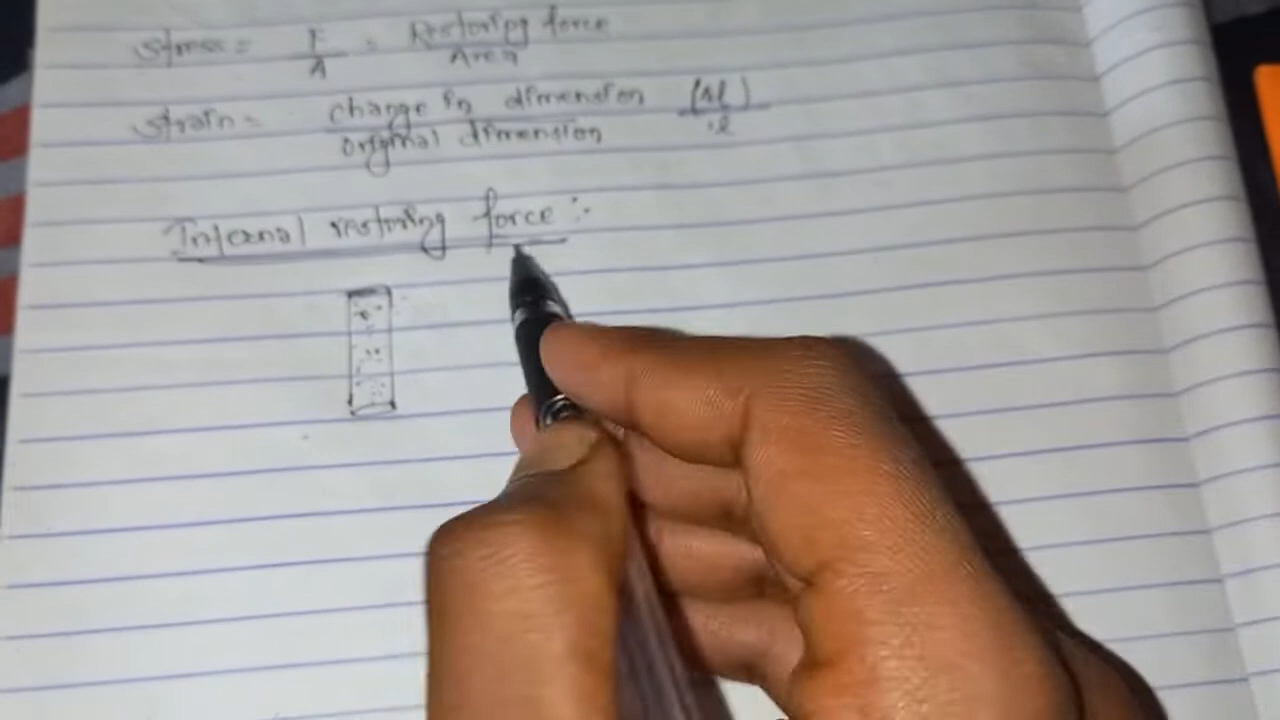 Stress = F/A = Restoring force/Area
Strain = change in dimension/original dimension (Δl)/l
Internal restoring force :-